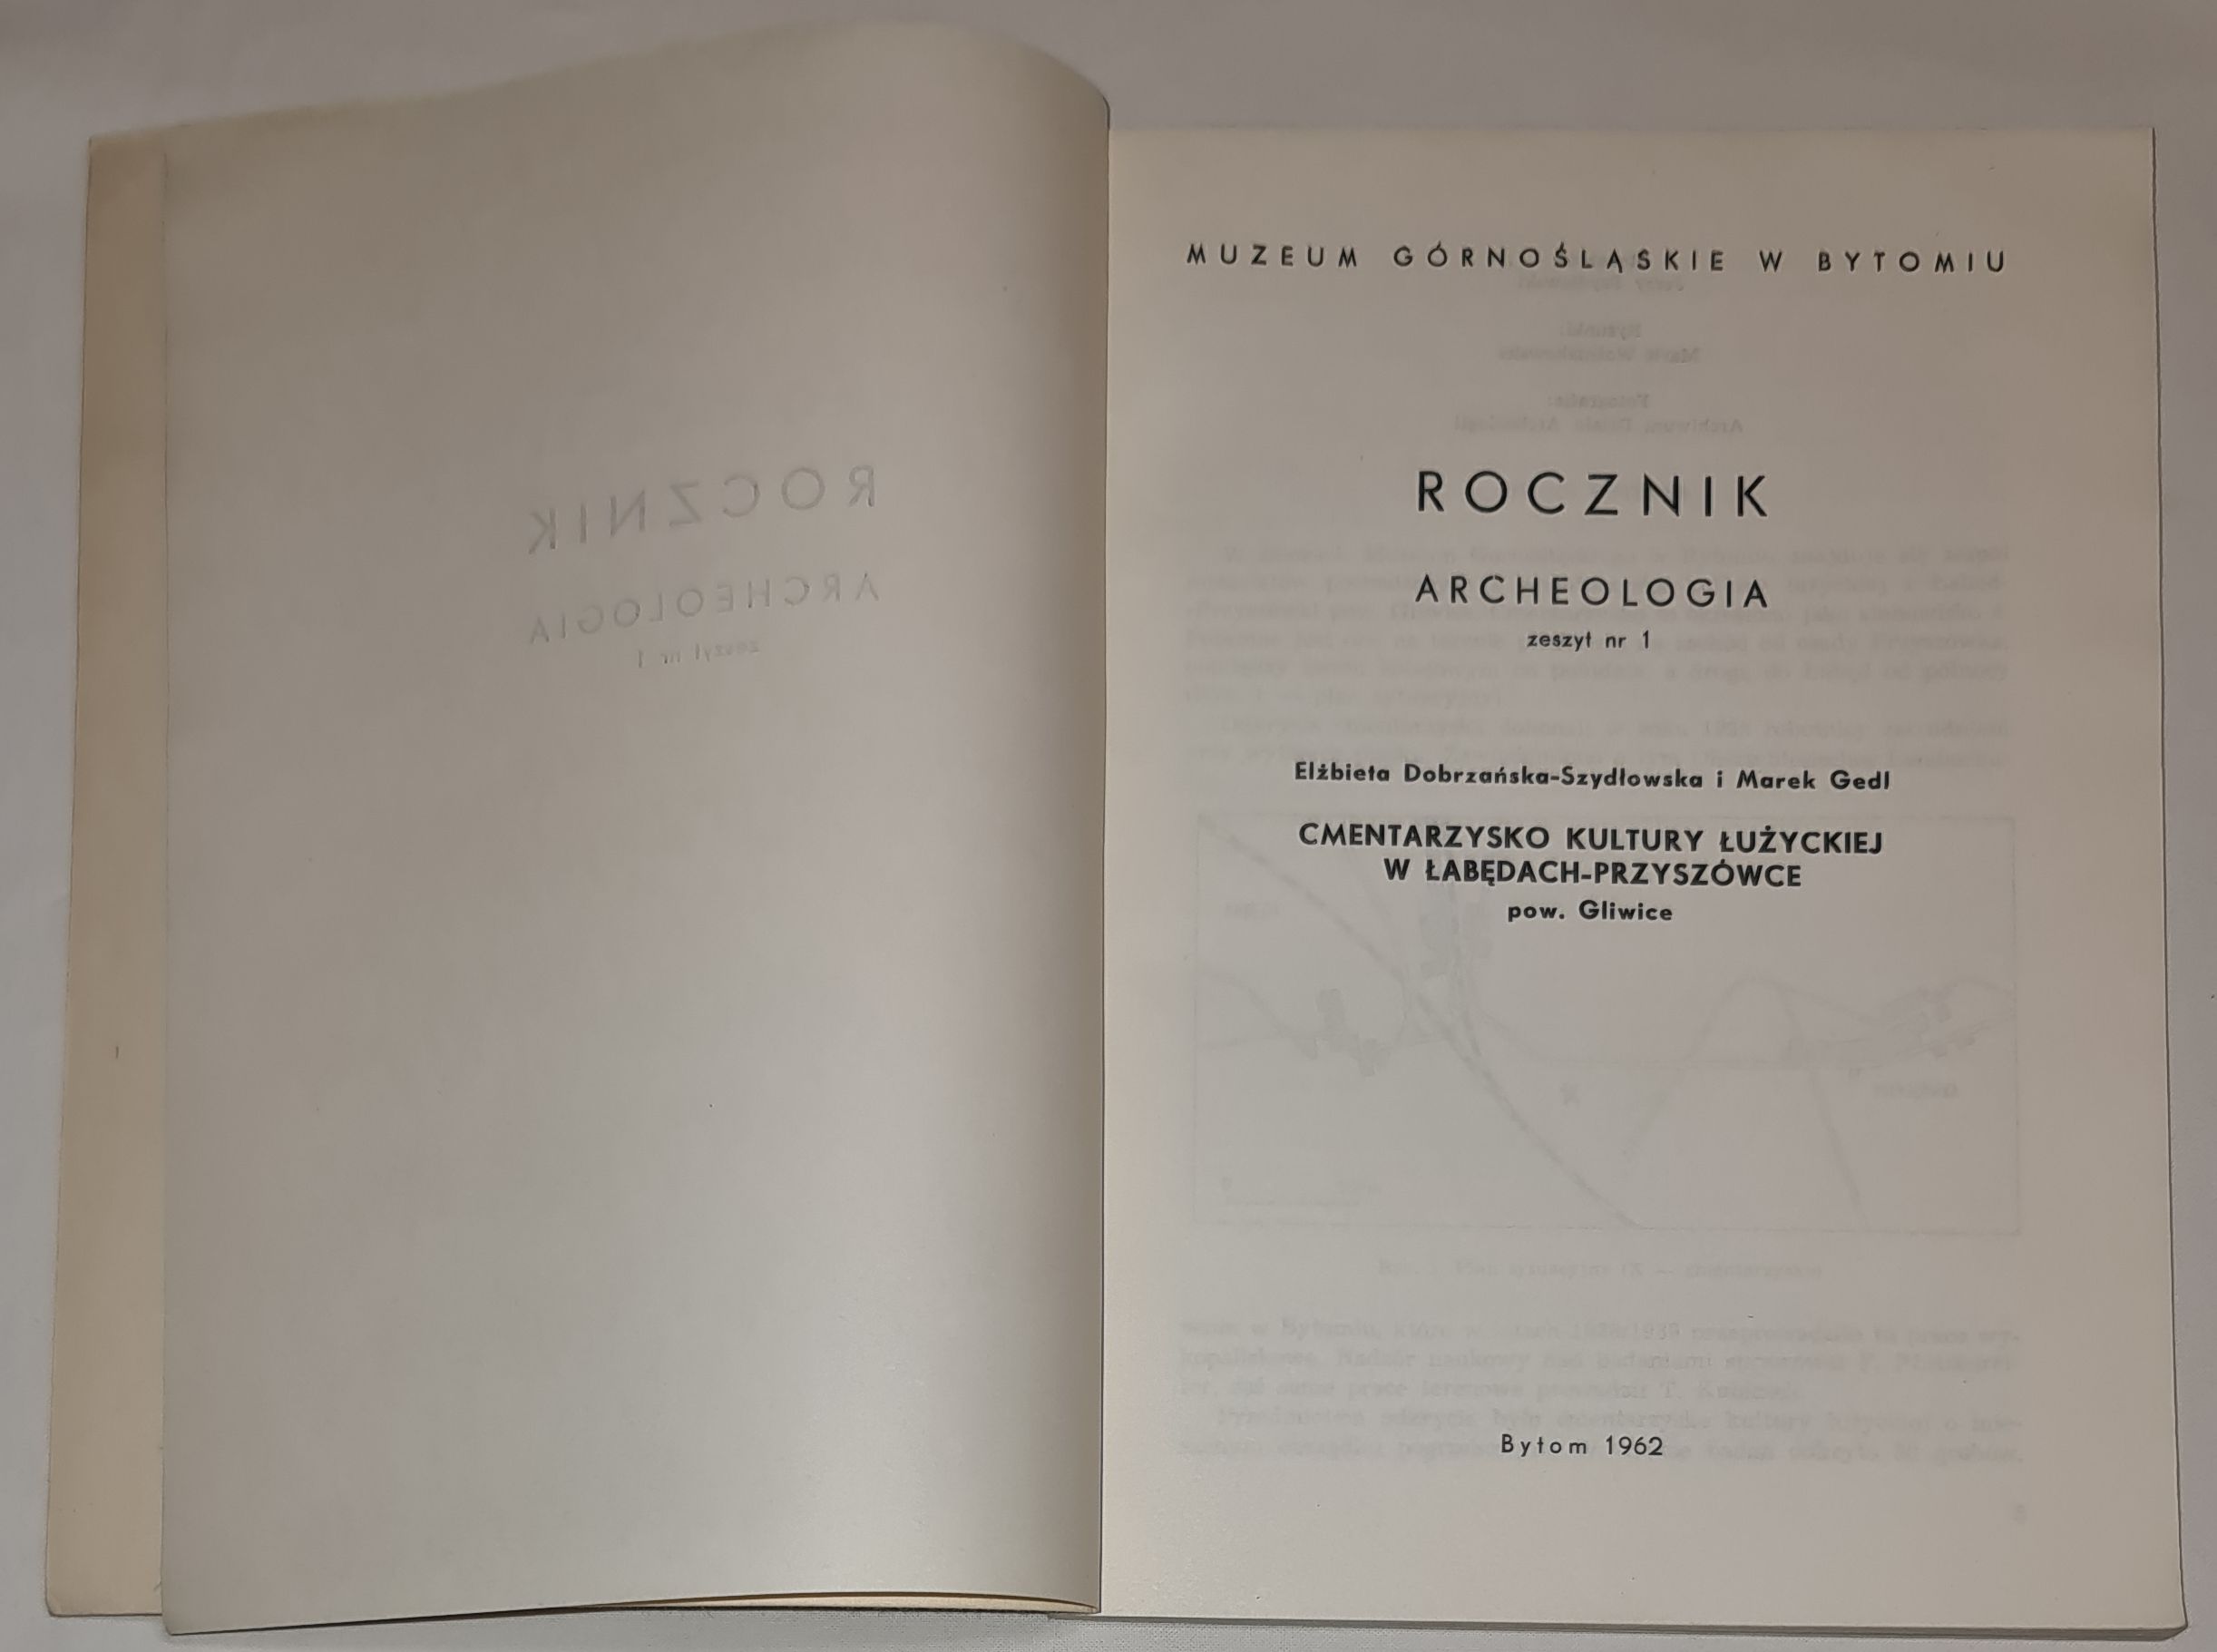 MUZEUM GÓRNOŚLĄSKIE W BYTOMIU
ROCZNIK
ARCHEOLOGIA
zeszyt nr 1
Elżbieta Dobrzańska-Szydłowska i Marek Gedl
CMENTARZYSKO KULTURY ŁUŻYCKIEJ
W ŁABĘDACH-PRZYSZÓWCE
pow. Gliwice
Bytom 1962